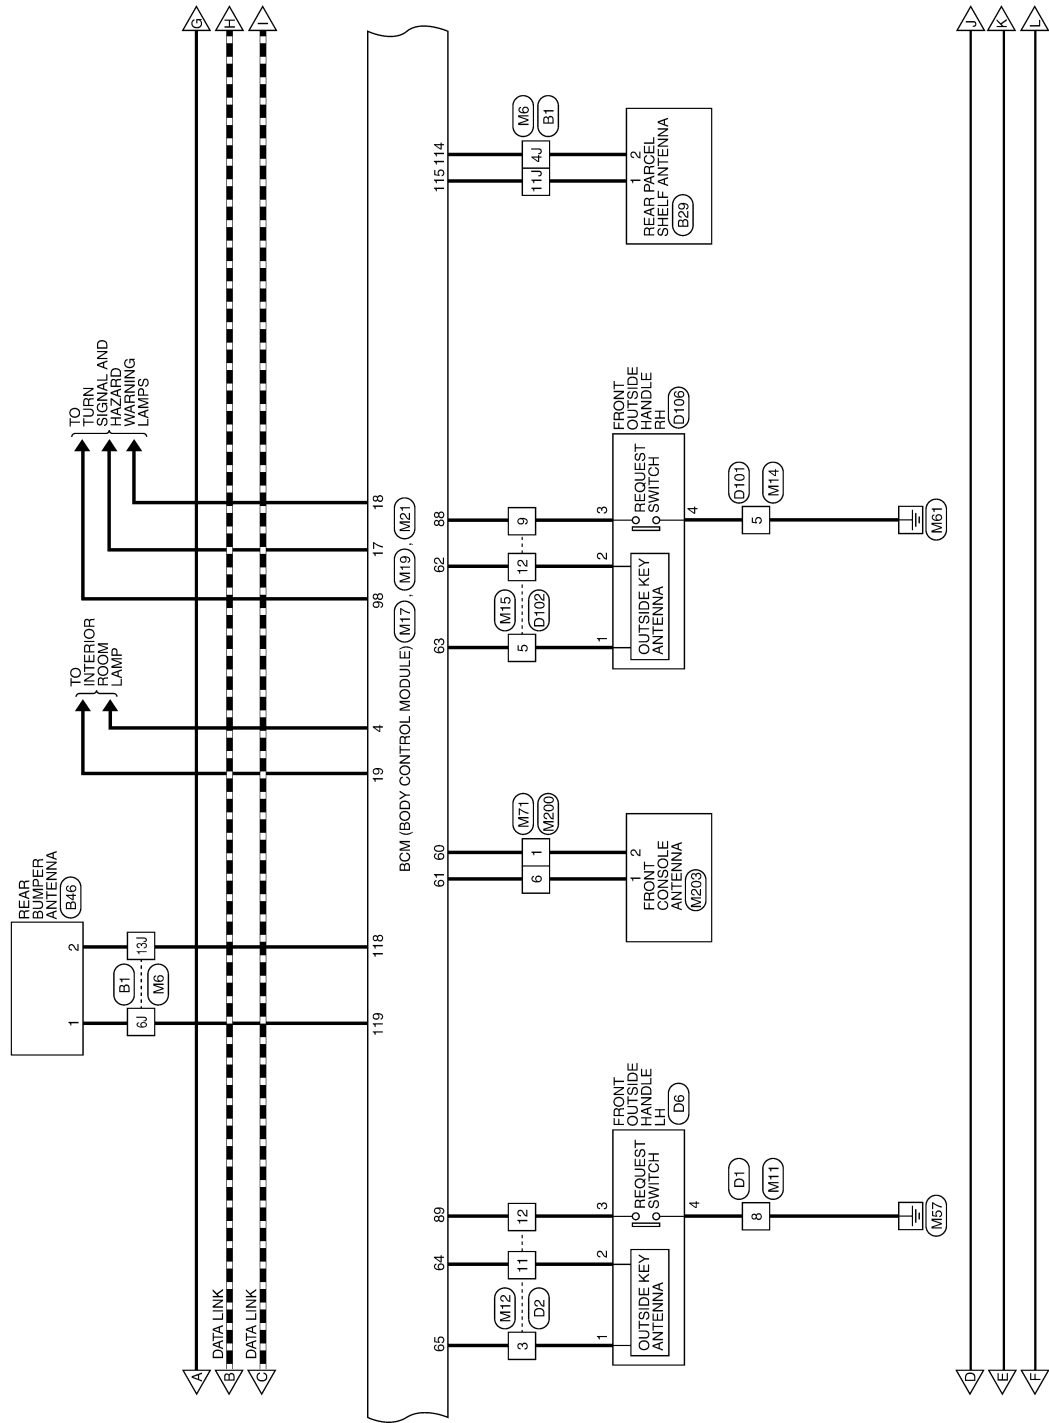 A
G
DATA LINK
B
H
DATA LINK
C
I
REAR
BUMPER
ANTENNA
B46
1
2
6J
13J
B1
M6
119
118
TO
INTERIOR
ROOM
LAMP
19
4
TO
TURN
SIGNAL AND
HAZARD
WARNING
LAMPS
98
17
18
BCM (BODY CONTROL MODULE) M17 , M19 , M21
65
64
89
M12
D2
3
11
12
1
2
3
OUTSIDE KEY
ANTENNA
REQUEST
SWITCH
FRONT
OUTSIDE
HANDLE
LH
D6
4
8
D1
M11
M57
61
60
6
1
M71
M200
1
2
FRONT
CONSOLE
ANTENNA
M203
63
62
88
M15
D102
5
12
9
1
2
3
OUTSIDE KEY
ANTENNA
REQUEST
SWITCH
FRONT
OUTSIDE
HANDLE
RH
D106
4
5
D101
M14
M61
115
114
11J
4J
M6
B1
1
2
REAR PARCEL
SHELF ANTENNA
B29
D
J
E
K
F
L